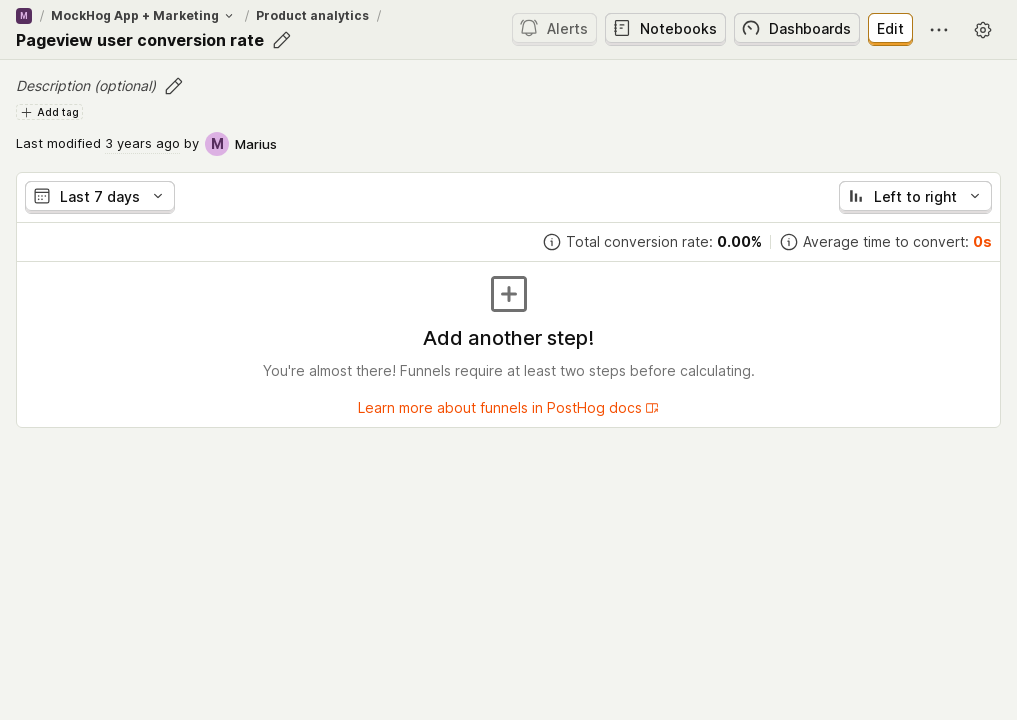 M / MockHog App + Marketing / Product analytics /
Pageview user conversion rate
Alerts Notebooks Dashboards Edit
Description (optional)
Add tag
Last modified 3 years ago by M Marius
Last 7 days Left to right
Total conversion rate: 0.00% Average time to convert: 0s
Add another step!
You're almost there! Funnels require at least two steps before calculating.
Learn more about funnels in PostHog docs